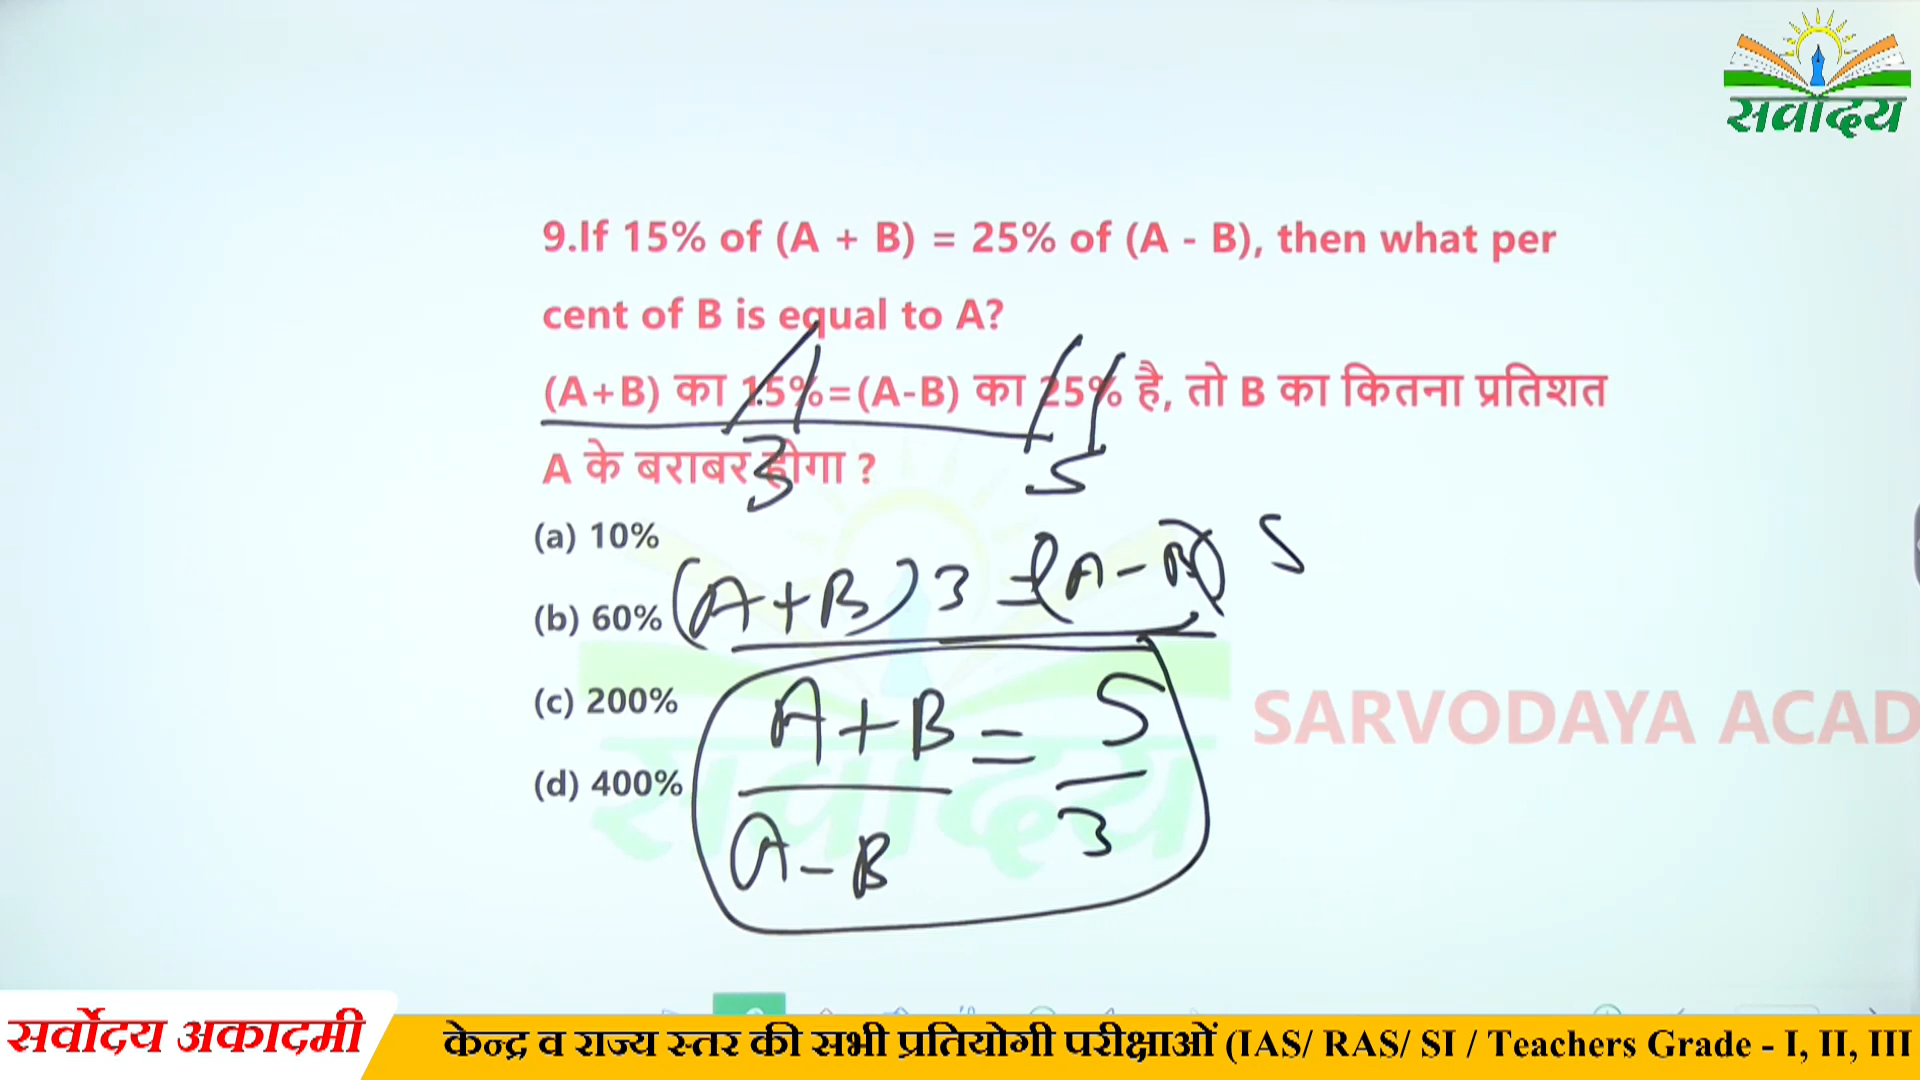 सर्वोदय
9.If 15% of (A + B) = 25% of (A - B), then what per
cent of B is equal to A?
(A+B) का 15%=(A-B) का 25% है, तो B का कितना प्रतिशत
3 5
A के बराबर होगा ?
(a) 10%
(A+B) 3 = (A-B) 5
(b) 60%
(c) 200%
A+B = 5
SARVODAYA ACAD
सर्वोदय
(d) 400%
A-B 3
सर्वोदय अकादमी
केन्द्र व राज्य स्तर की सभी प्रतियोगी परीक्षाओं (IAS/ RAS/ SI / Teachers Grade - I, II, III